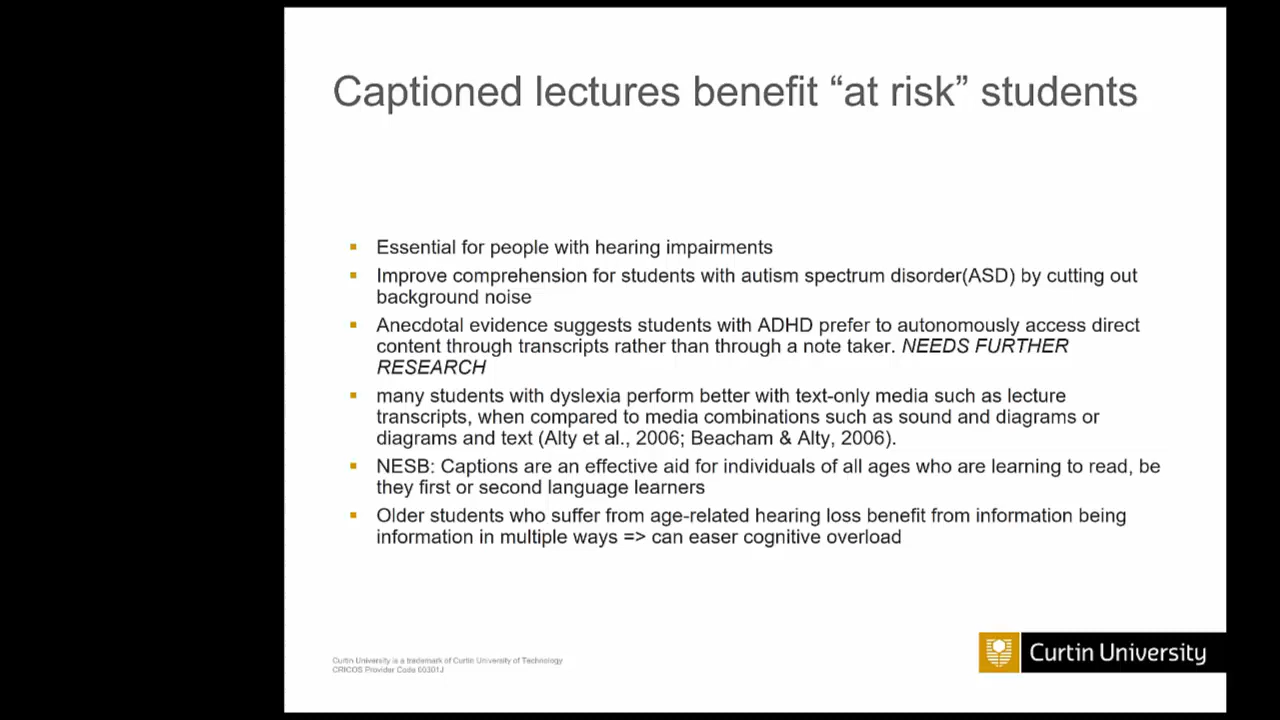 Captioned lectures benefit “at risk” students
▪ Essential for people with hearing impairments
▪ Improve comprehension for students with autism spectrum disorder(ASD) by cutting out
background noise
▪ Anecdotal evidence suggests students with ADHD prefer to autonomously access direct
content through transcripts rather than through a note taker. NEEDS FURTHER
RESEARCH
▪ many students with dyslexia perform better with text-only media such as lecture
transcripts, when compared to media combinations such as sound and diagrams or
diagrams and text (Alty et al., 2006; Beacham & Alty, 2006).
▪ NESB: Captions are an effective aid for individuals of all ages who are learning to read, be
they first or second language learners
▪ Older students who suffer from age-related hearing loss benefit from information being
information in multiple ways => can easer cognitive overload
Curtin University is a trademark of Curtin University of Technology
CRICOS Provider Code 00301J
Curtin University